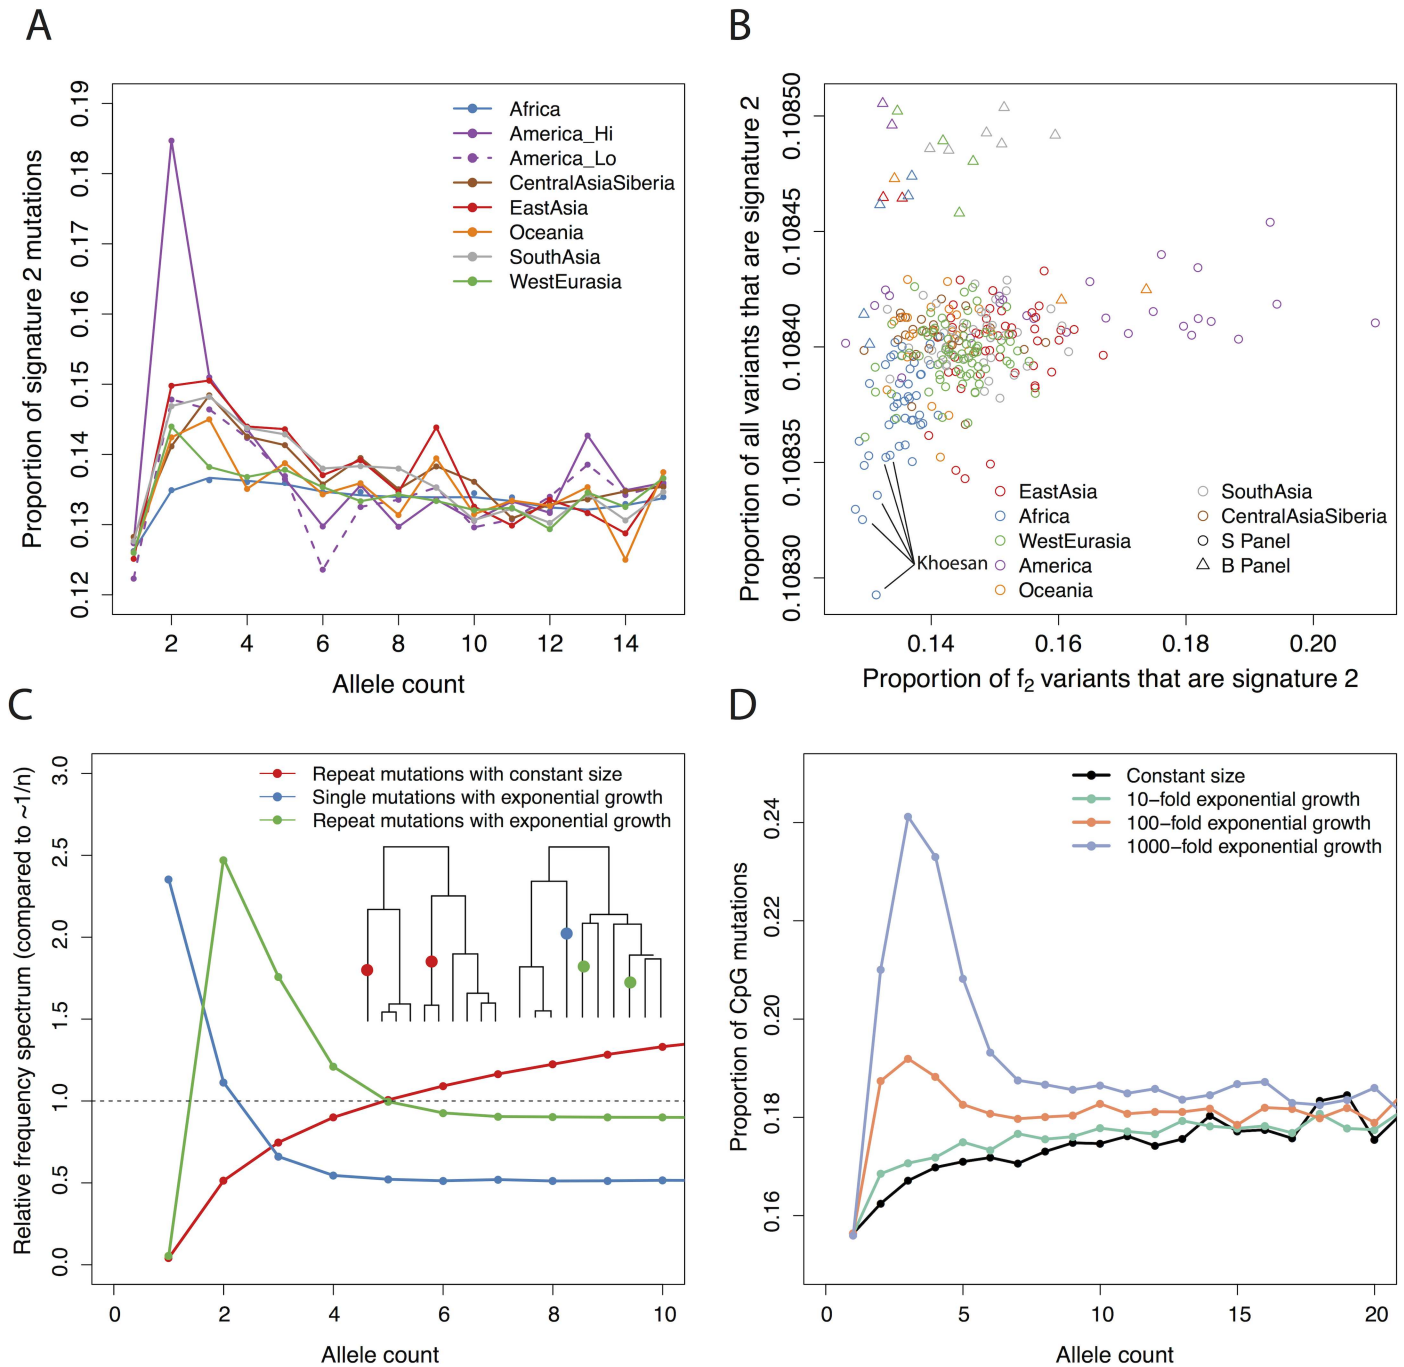 A
Proportion of signature 2 mutations
0.12 0.13 0.14 0.15 0.16 0.17 0.18 0.19
Africa
America_Hi
America_Lo
CentralAsiaSiberia
EastAsia
Oceania
SouthAsia
WestEurasia
2 4 6 8 10 12 14
Allele count
B
Proportion of all variants that are signature 2
0.10830 0.10835 0.10840 0.10845 0.10850
Khoesan
EastAsia
Africa
WestEurasia
America
Oceania
SouthAsia
CentralAsiaSiberia
S Panel
B Panel
0.14 0.16 0.18 0.20
Proportion of f2 variants that are signature 2
C
Relative frequency spectrum (compared to ~1/n)
0.0 0.5 1.0 1.5 2.0 2.5 3.0
Repeat mutations with constant size
Single mutations with exponential growth
Repeat mutations with exponential growth
0 2 4 6 8 10
Allele count
D
Proportion of CpG mutations
0.16 0.18 0.20 0.22 0.24
Constant size
10−fold exponential growth
100−fold exponential growth
1000−fold exponential growth
0 5 10 15 20
Allele count